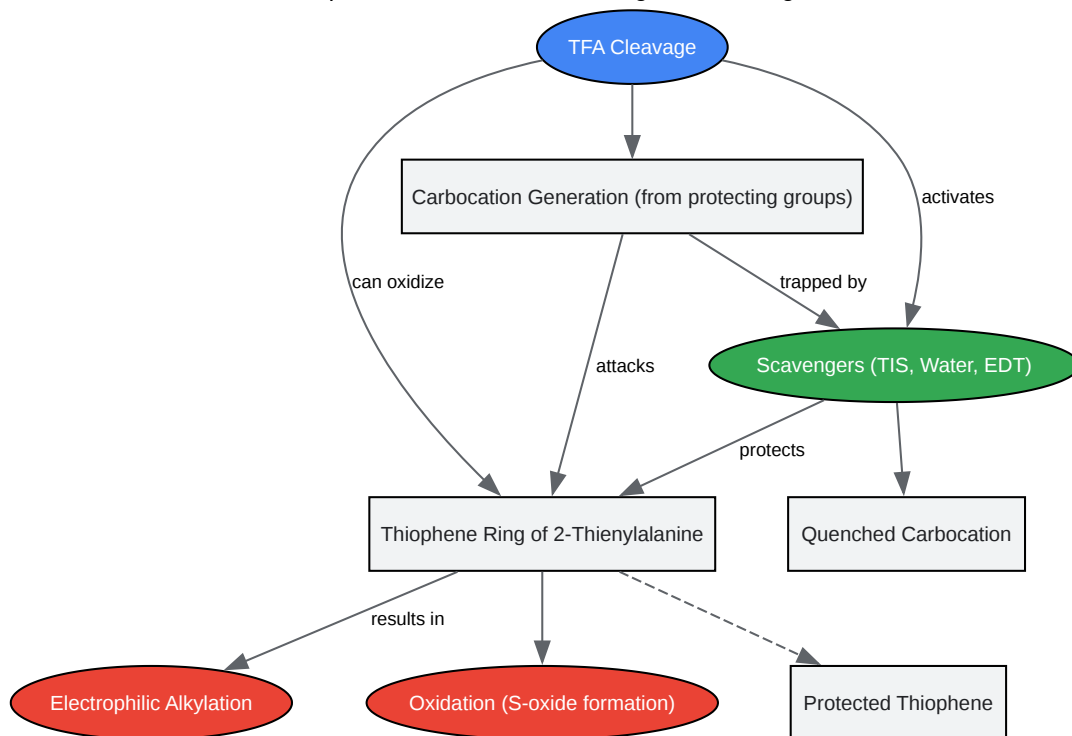 TFA Cleavage
Carbocation Generation (from protecting groups)
activates
can oxidize
trapped by
attacks
Scavengers (TIS, Water, EDT)
protects
Thiophene Ring of 2-Thienylalanine
Quenched Carbocation
results in
Electrophilic Alkylation
Oxidation (S-oxide formation)
Protected Thiophene